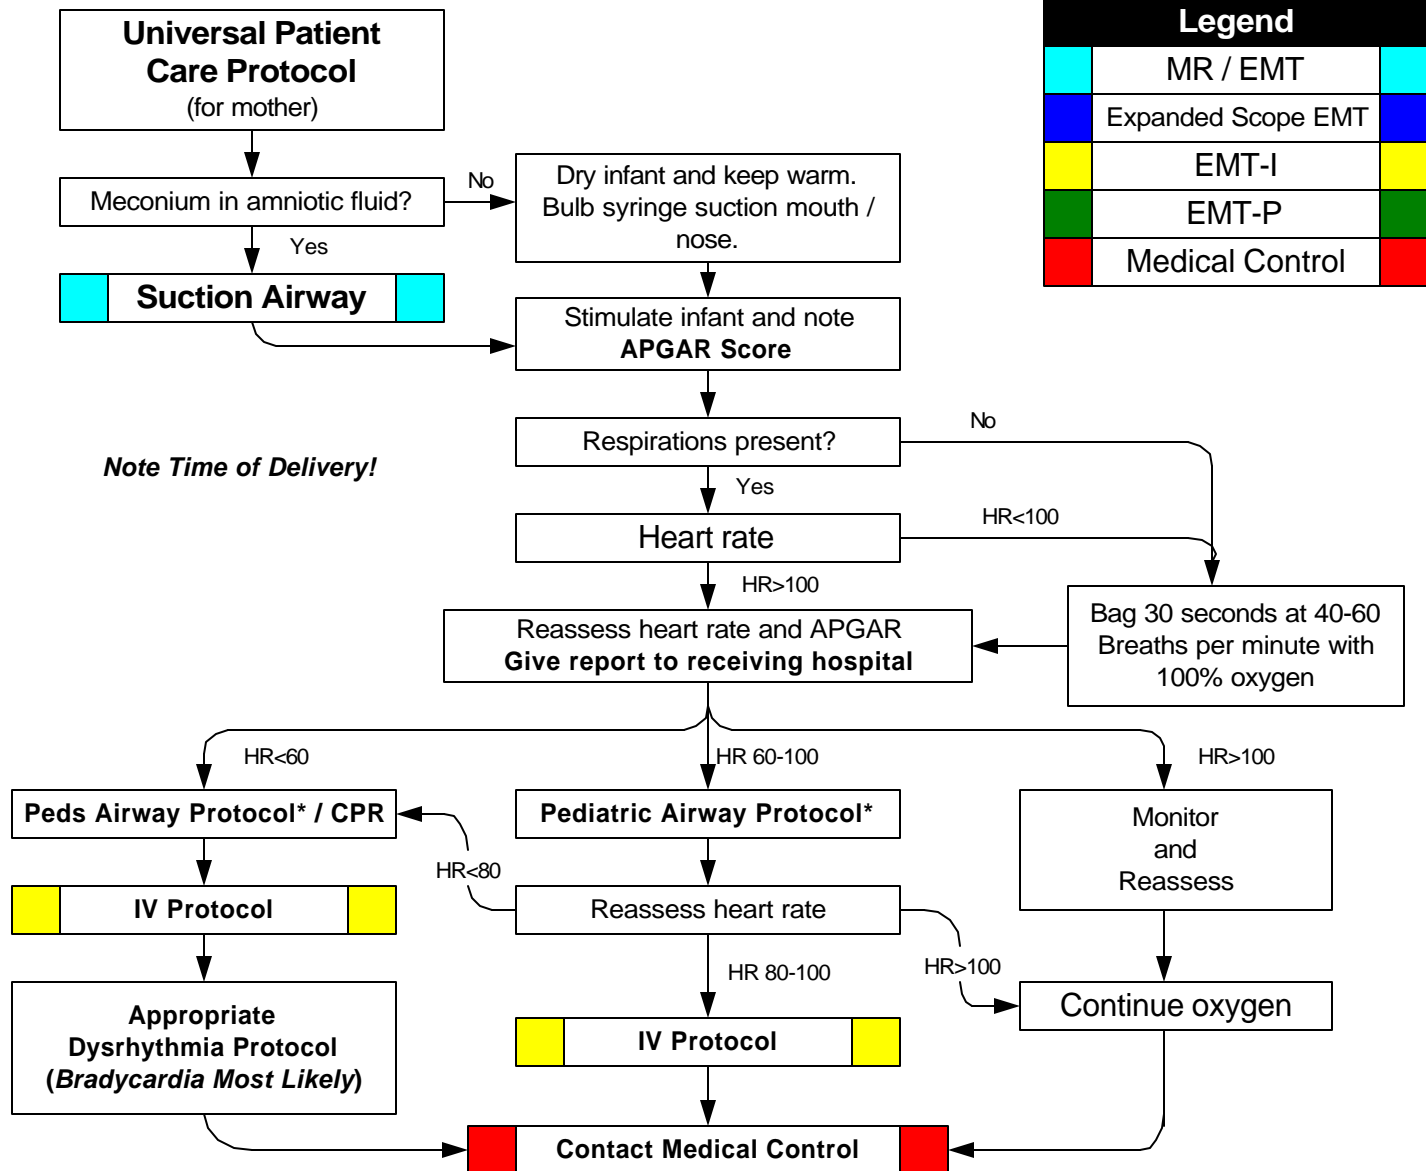 Universal Patient
Care Protocol
(for mother)
Legend
MR / EMT
Expanded Scope EMT
EMT-I
EMT-P
Medical Control
Meconium in amniotic fluid?
No
Dry infant and keep warm.
Bulb syringe suction mouth /
nose.
Yes
Suction Airway
Stimulate infant and note
APGAR Score
Note Time of Delivery!
Respirations present?
No
Yes
Heart rate
HR<100
HR>100
Reassess heart rate and APGAR
Give report to receiving hospital
Bag 30 seconds at 40-60
Breaths per minute with
100% oxygen
HR<60
HR 60-100
HR>100
Peds Airway Protocol* / CPR
Pediatric Airway Protocol*
Monitor
and
Reassess
HR<80
IV Protocol
Reassess heart rate
HR 80-100
HR>100
Appropriate
Dysrhythmia Protocol
(Bradycardia Most Likely)
IV Protocol
Continue oxygen
Contact Medical Control